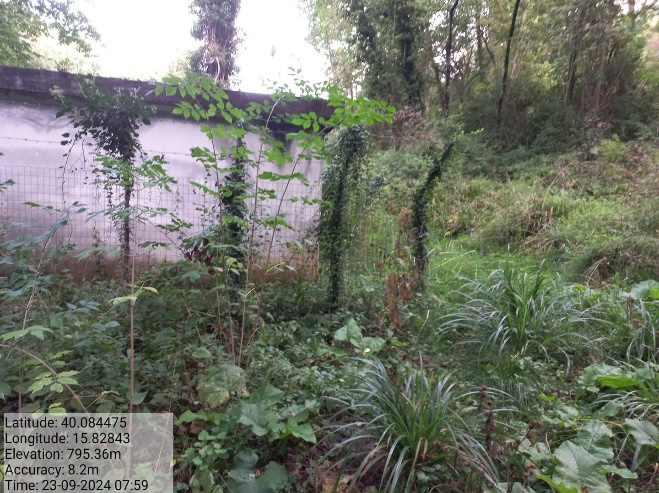 Latitude: 40.084475
Longitude: 15.82843
Elevation: 795.36m
Accuracy: 8.2m
Time: 23-09-2024 07:59